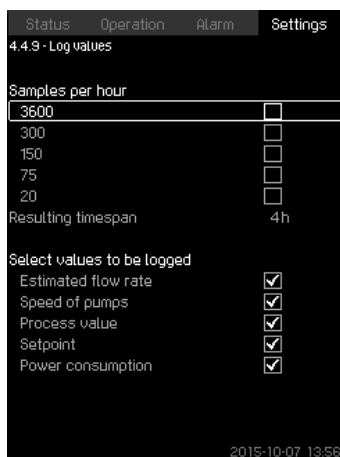 Status Operation Alarm Settings
4.4.9 - Log values
Samples per hour
3600
300
150
75
20
Resulting timespan 4h
Select values to be logged
Estimated flow rate
Speed of pumps
Process value
Setpoint
Power consumption
2015-10-07 13:56